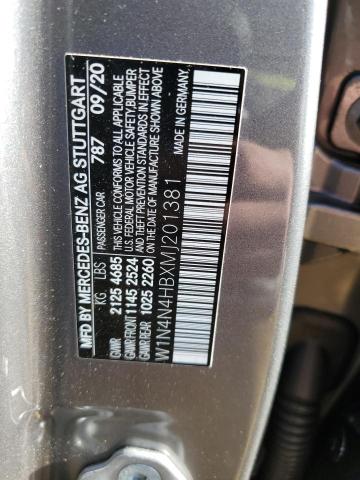 MFD BY MERCEDES-BENZ AG STUTTGART
PASSENGER CAR 787 09/20
KG LBS THIS VEHICLE CONFORMS TO ALL APPLICABLE
GVWR 2125 4685 U.S. FEDERAL MOTOR VEHICLE SAFETY, BUMPER
GAWR FRONT 1145 2524 AND THEFT PREVENTION STANDARDS IN EFFECT
GAWR REAR 1025 2260 ON DATE OF MANUFACTURE SHOWN ABOVE
MADE IN GERMANY
W1N4N4HBXMJ201381